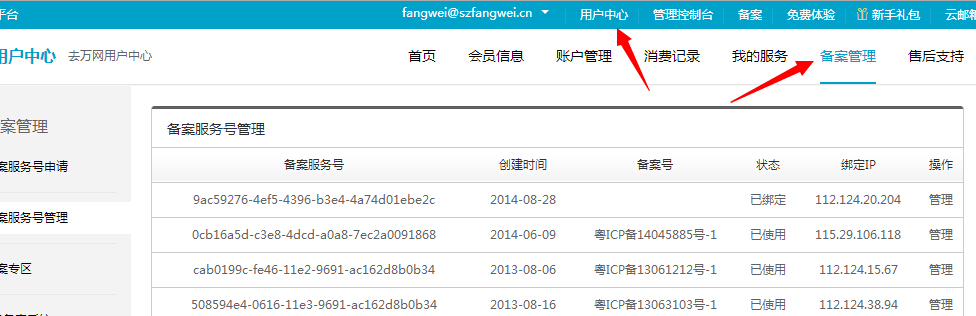 平台 fangwei@szfangwei.cn 用户中心 管理控制台 备案 免费体验 新手礼包 云邮箱
用户中心 去万网用户中心 首页 会员信息 账户管理 消费记录 我的服务 备案管理 售后支持
案管理
案服务号申请
案服务号管理
案专区
备案服务号管理
备案服务号 创建时间 备案号 状态 绑定IP 操作
9ac59276-4ef5-4396-b3e4-4a74d01ebe2c 2014-08-28 已绑定 112.124.20.204 管理
0cb16a5d-c3e8-4dcd-a0a8-7ec2a0091868 2014-06-09 粤ICP备14045885号-1 已使用 115.29.106.118 管理
cab0199c-fe46-11e2-9691-ac162d8b0b34 2013-08-06 粤ICP备13061212号-1 已使用 112.124.15.67 管理
508594e4-0616-11e3-9691-ac162d8b0b34 2013-08-16 粤ICP备13063103号-1 已使用 112.124.38.94 管理